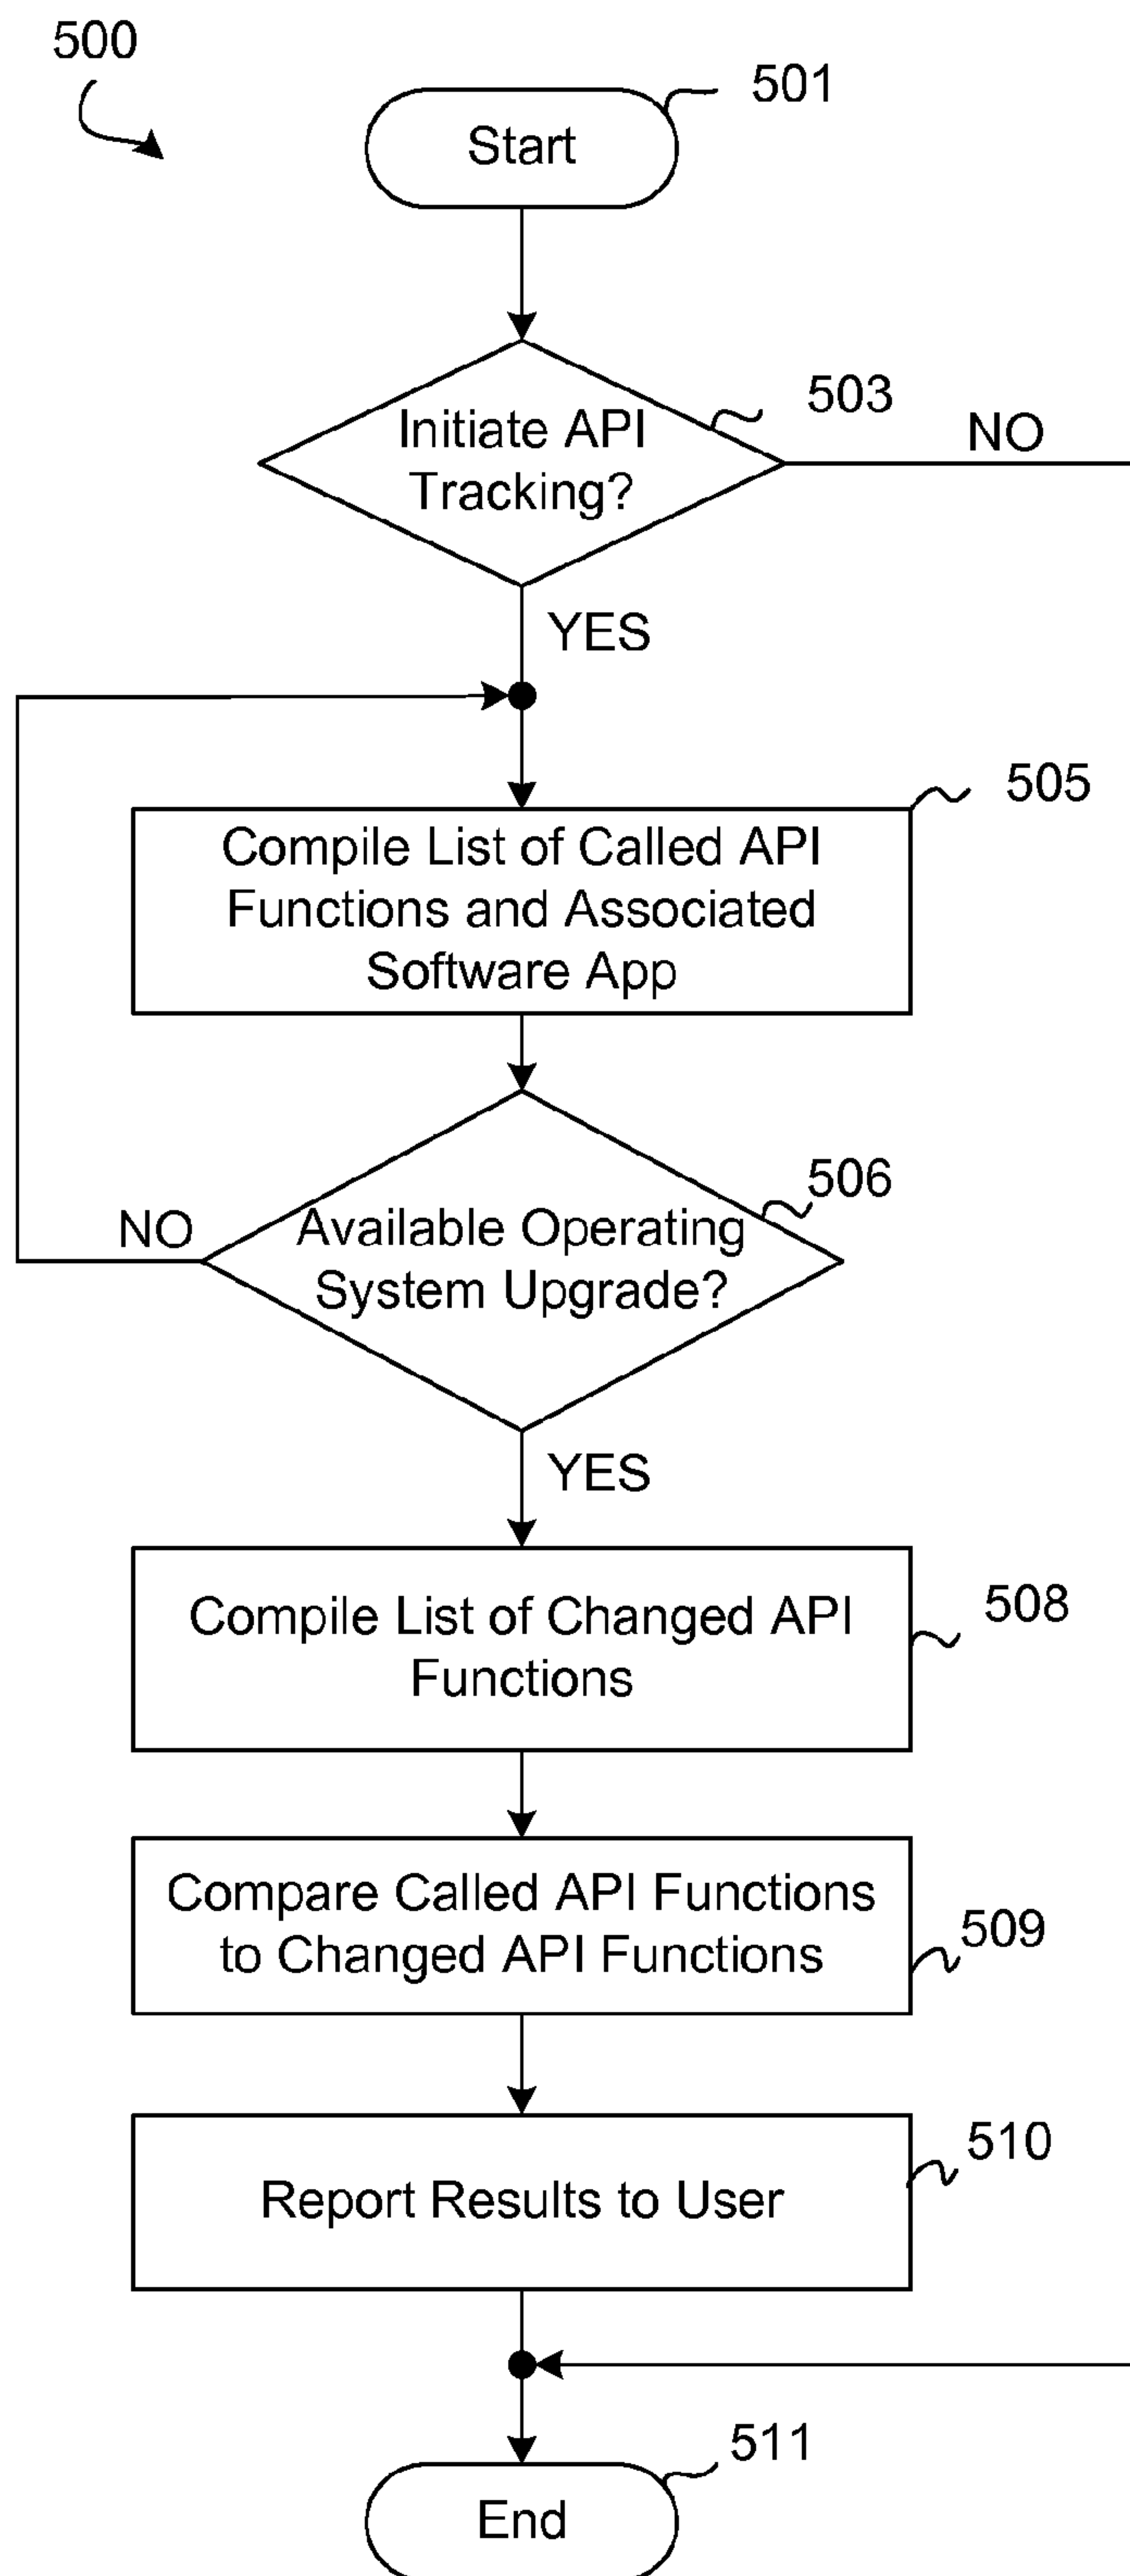 500
501
Start
503
Initiate API
Tracking?
NO
YES
505
Compile List of Called API
Functions and Associated
Software App
506
NO
Available Operating
System Upgrade?
YES
508
Compile List of Changed API
Functions
Compare Called API Functions
to Changed API Functions
509
510
Report Results to User
511
End